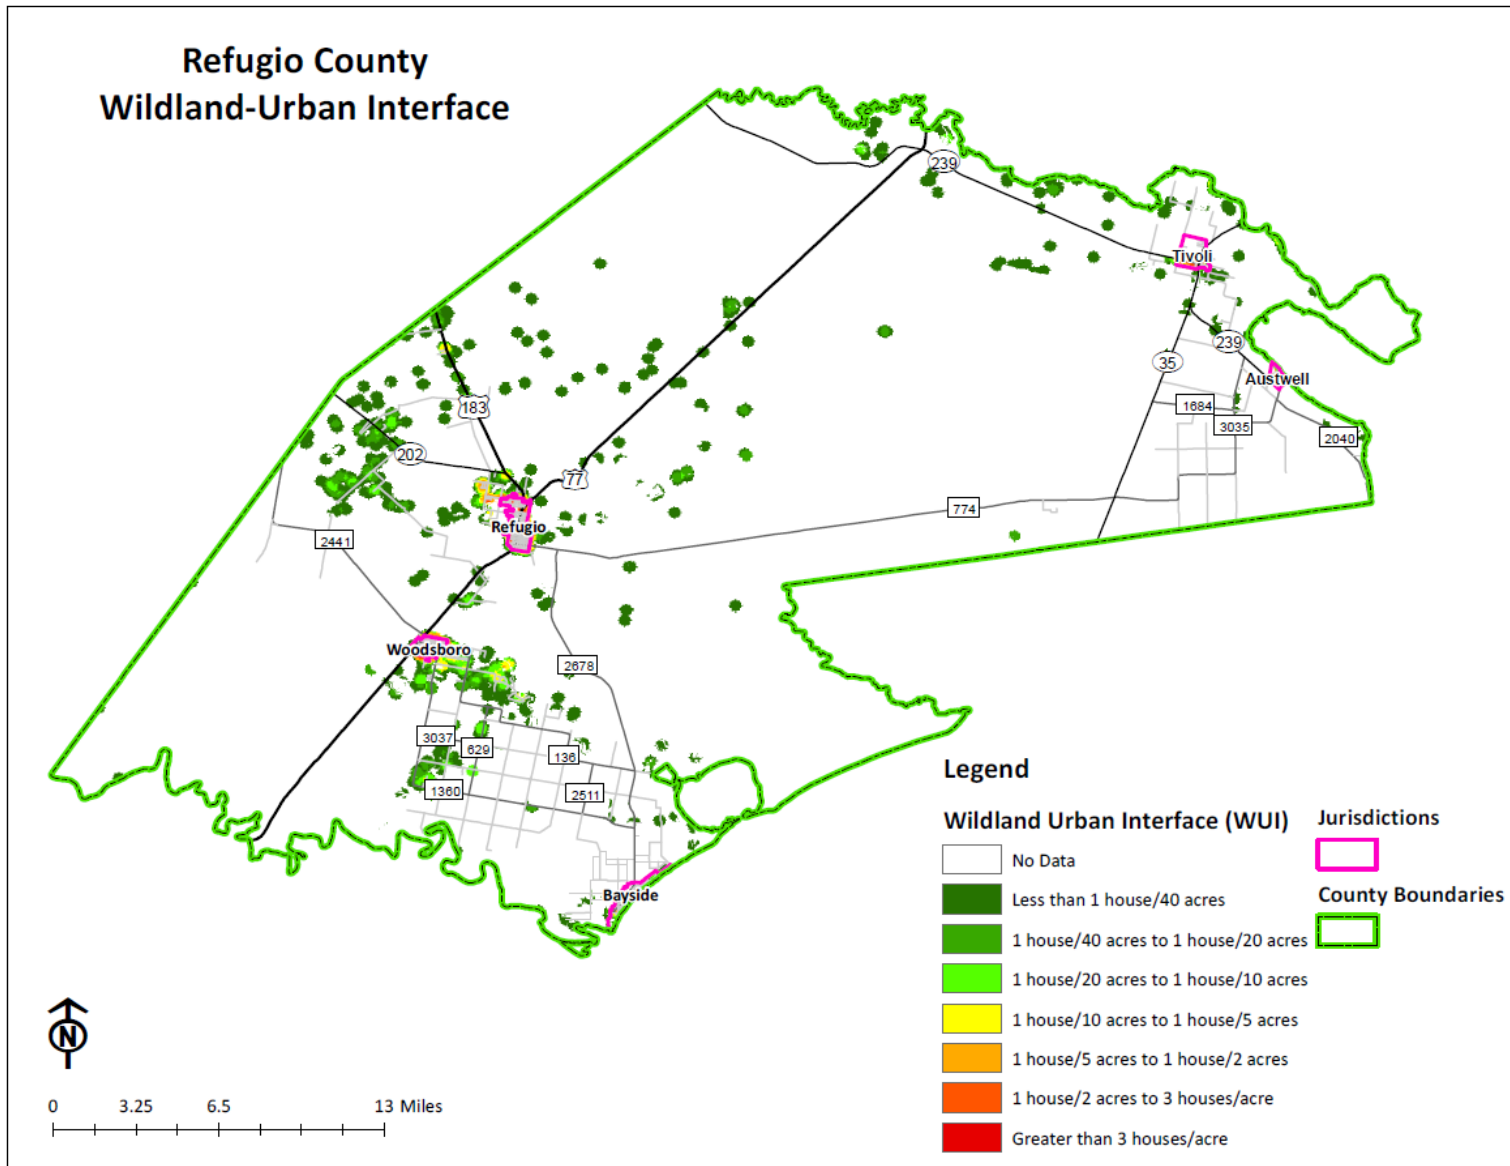 Refugio County
Wildland-Urban Interface
239
Tivoli
239
35
Austwell
183
1684
3035
2040
202
77
774
Refugio
2441
Woodsboro
2678
3037
629
136
1360
2511
Bayside
Legend
Wildland Urban Interface (WUI)
No Data
Less than 1 house/40 acres
1 house/40 acres to 1 house/20 acres
1 house/20 acres to 1 house/10 acres
1 house/10 acres to 1 house/5 acres
1 house/5 acres to 1 house/2 acres
1 house/2 acres to 3 houses/acre
Greater than 3 houses/acre
Jurisdictions
County Boundaries
N
0 3.25 6.5 13 Miles